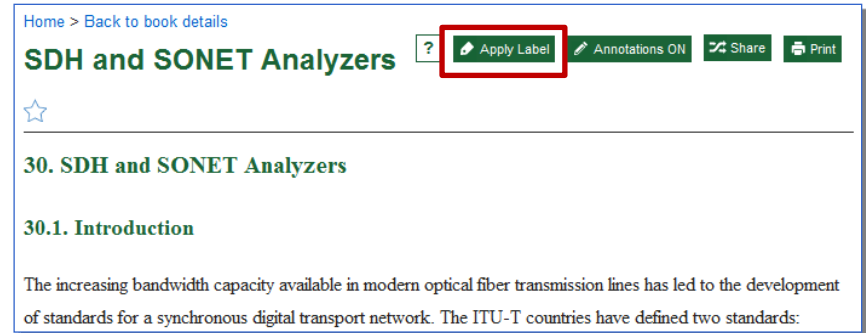 Home > Back to book details
SDH and SONET Analyzers
? Apply Label Annotations ON Share Print
30. SDH and SONET Analyzers
30.1. Introduction
The increasing bandwidth capacity available in modern optical fiber transmission lines has led to the development
of standards for a synchronous digital transport network. The ITU-T countries have defined two standards: